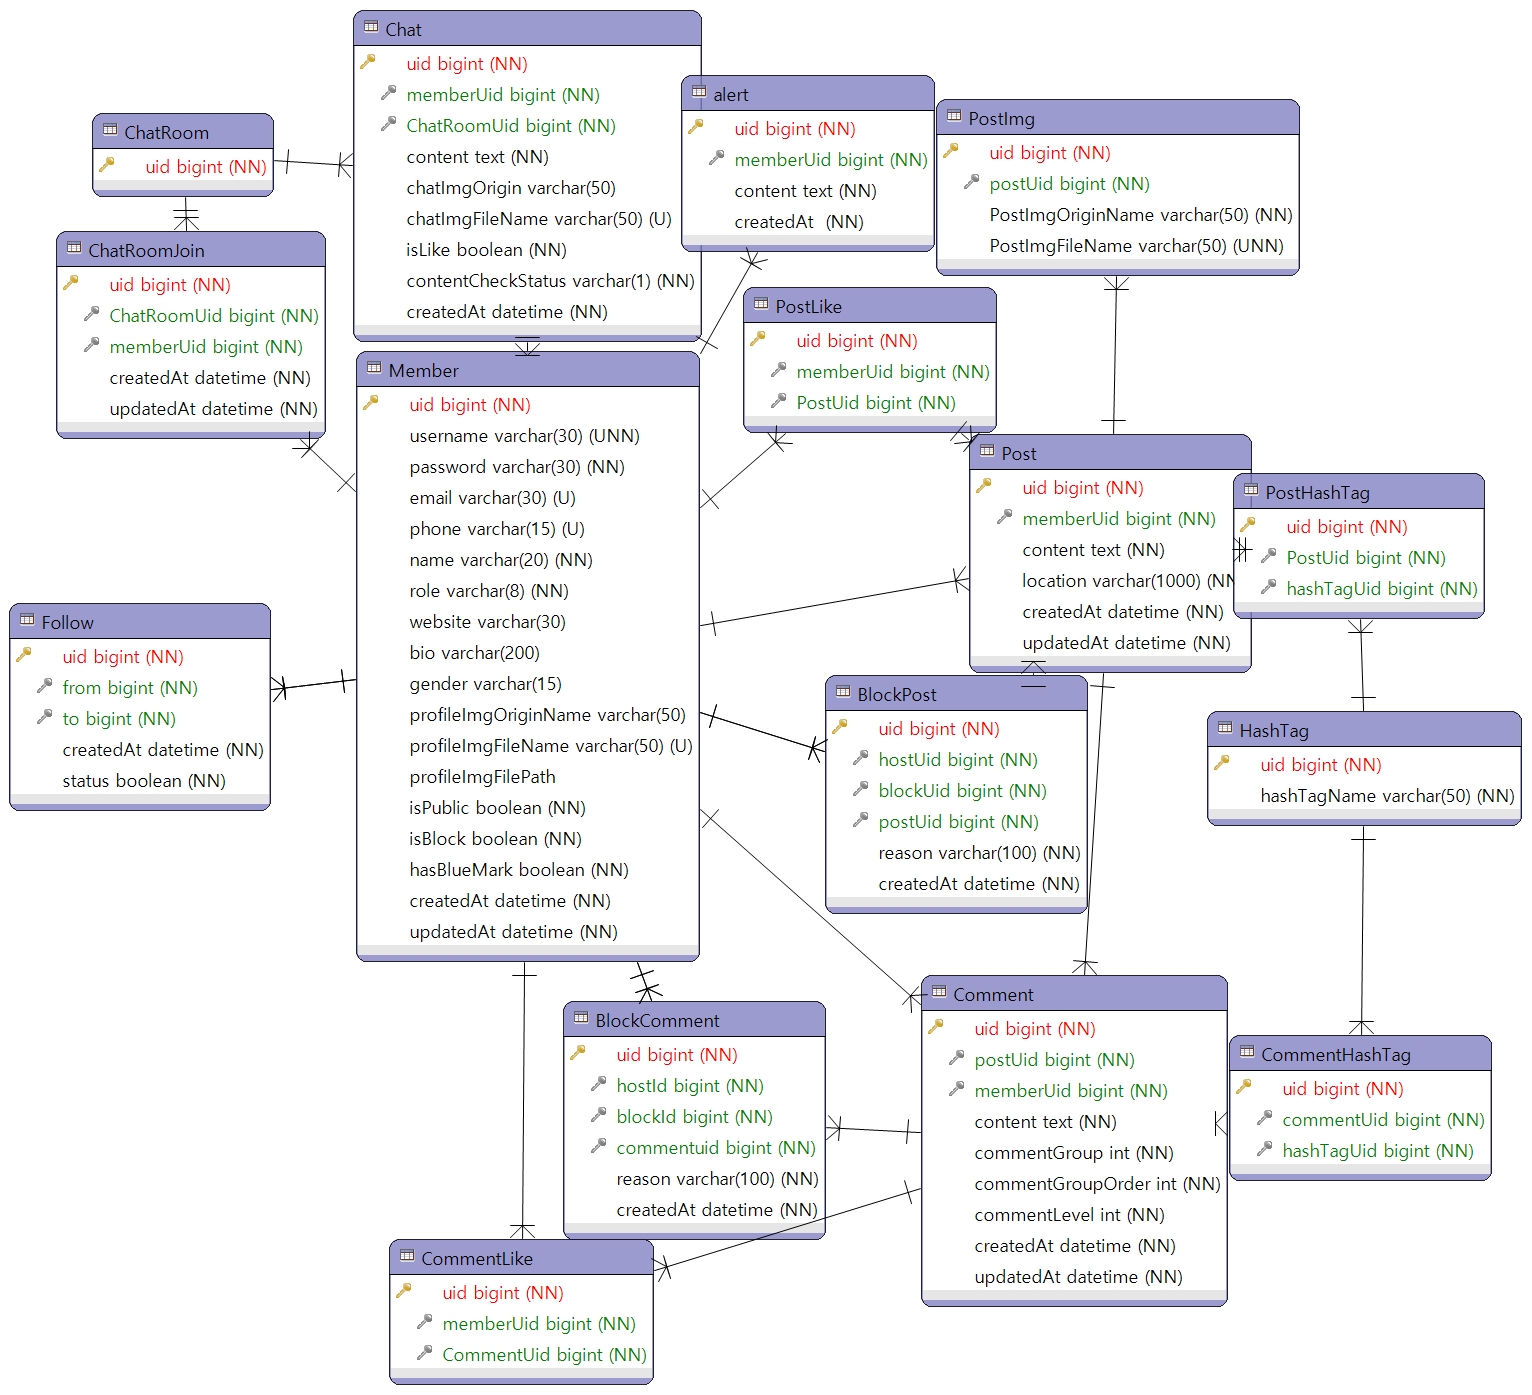 Chat
uid bigint (NN)
memberUid bigint (NN)
ChatRoomUid bigint (NN)
content text (NN)
chatImgOrigin varchar(50)
chatImgFileName varchar(50) (U)
isLike boolean (NN)
contentCheckStatus varchar(1) (NN)
createdAt datetime (NN)
alert
uid bigint (NN)
memberUid bigint (NN)
content text (NN)
createdAt (NN)
PostImg
uid bigint (NN)
postUid bigint (NN)
PostImgOriginName varchar(50) (NN)
PostImgFileName varchar(50) (UNN)
ChatRoom
uid bigint (NN)
ChatRoomJoin
uid bigint (NN)
ChatRoomUid bigint (NN)
memberUid bigint (NN)
createdAt datetime (NN)
updatedAt datetime (NN)
PostLike
uid bigint (NN)
memberUid bigint (NN)
PostUid bigint (NN)
Member
uid bigint (NN)
username varchar(30) (UNN)
password varchar(30) (NN)
email varchar(30) (U)
phone varchar(15) (U)
name varchar(20) (NN)
role varchar(8) (NN)
website varchar(30)
bio varchar(200)
gender varchar(15)
profileImgOriginName varchar(50)
profileImgFileName varchar(50) (U)
profileImgFilePath
isPublic boolean (NN)
isBlock boolean (NN)
hasBlueMark boolean (NN)
createdAt datetime (NN)
updatedAt datetime (NN)
Post
uid bigint (NN)
memberUid bigint (NN)
content text (NN)
location varchar(1000) (NN
createdAt datetime (NN)
updatedAt datetime (NN)
PostHashTag
uid bigint (NN)
PostUid bigint (NN)
hashTagUid bigint (NN)
Follow
uid bigint (NN)
from bigint (NN)
to bigint (NN)
createdAt datetime (NN)
status boolean (NN)
BlockPost
uid bigint (NN)
hostUid bigint (NN)
blockUid bigint (NN)
postUid bigint (NN)
reason varchar(100) (NN)
createdAt datetime (NN)
HashTag
uid bigint (NN)
hashTagName varchar(50) (NN)
BlockComment
uid bigint (NN)
hostId bigint (NN)
blockId bigint (NN)
commentuid bigint (NN)
reason varchar(100) (NN)
createdAt datetime (NN)
Comment
uid bigint (NN)
postUid bigint (NN)
memberUid bigint (NN)
content text (NN)
commentGroup int (NN)
commentGroupOrder int (NN)
commentLevel int (NN)
createdAt datetime (NN)
updatedAt datetime (NN)
CommentHashTag
uid bigint (NN)
commentUid bigint (NN)
hashTagUid bigint (NN)
CommentLike
uid bigint (NN)
memberUid bigint (NN)
CommentUid bigint (NN)